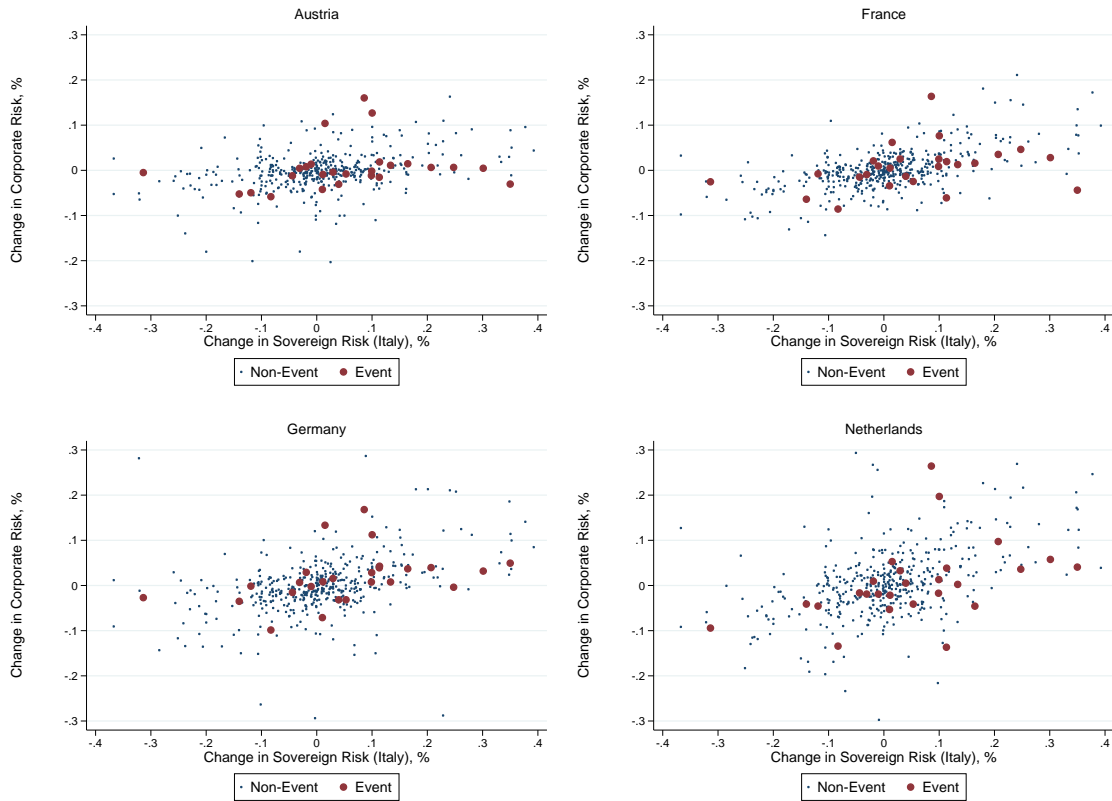 Austria
Change in Corporate Risk, %
.3
.2
.1
0
-.1
-.2
-.3
-.4 -.3 -.2 -.1 0 .1 .2 .3 .4
Change in Sovereign Risk (Italy), %
Non-Event Event
France
Change in Corporate Risk, %
.3
.2
.1
0
-.1
-.2
-.3
-.4 -.3 -.2 -.1 0 .1 .2 .3 .4
Change in Sovereign Risk (Italy), %
Non-Event Event
Germany
Change in Corporate Risk, %
.3
.2
.1
0
-.1
-.2
-.3
-.4 -.3 -.2 -.1 0 .1 .2 .3 .4
Change in Sovereign Risk (Italy), %
Non-Event Event
Netherlands
Change in Corporate Risk, %
.3
.2
.1
0
-.1
-.2
-.3
-.4 -.3 -.2 -.1 0 .1 .2 .3 .4
Change in Sovereign Risk (Italy), %
Non-Event Event